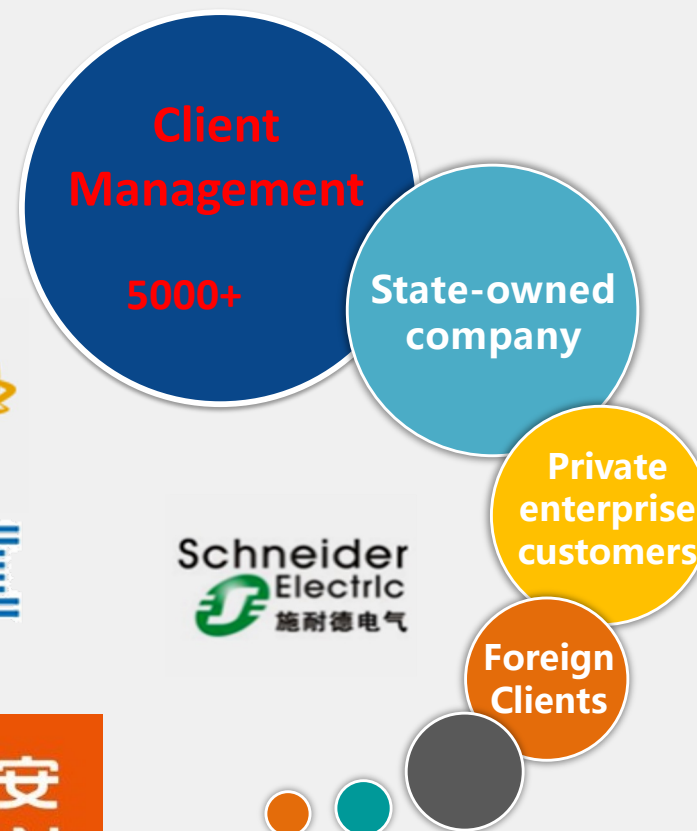 Client
Management
5000+
State-owned
company
Private
enterprise
customers
Schneider
Electric
施耐德电气
Foreign
Clients
安